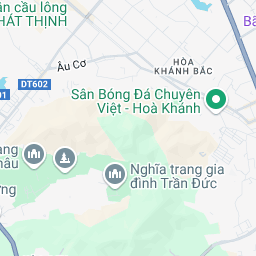 ần cầu lông
HÁT THỊNH
Âu Cơ
HÒA
KHÁNH BẮC
DT602
Sân Bóng Đá Chuyên
Việt - Hoà Khánh
Nghĩa trang gia
đình Trần Đức